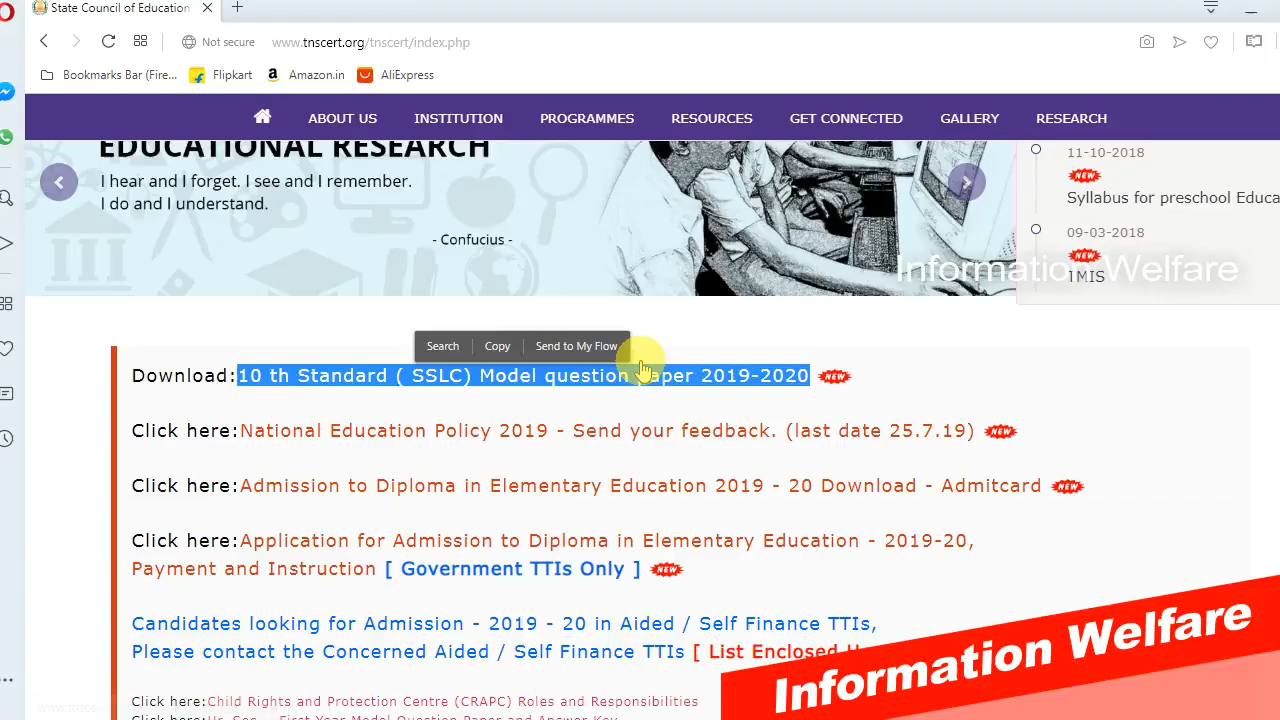 State Council of Education
Not secure
www.tnscert.org/tnscert/index.php
Bookmarks Bar (Fire...
Flipkart
Amazon.in
AliExpress
ABOUT US
INSTITUTION
PROGRAMMES
RESOURCES
GET CONNECTED
GALLERY
RESEARCH
EDUCATIONAL RESEARCH
I hear and I forget. I see and I remember.
I do and I understand.
- Confucius -
11-10-2018
NEW
Syllabus for preschool Educa
09-03-2018
NEW
TMIS
Information Welfare
Search
Copy
Send to My Flow
Download:10 th Standard ( SSLC) Model question paper 2019-2020 NEW
Click here:National Education Policy 2019 - Send your feedback. (last date 25.7.19) NEW
Click here:Admission to Diploma in Elementary Education 2019 - 20 Download - Admitcard NEW
Click here:Application for Admission to Diploma in Elementary Education - 2019-20,
Payment and Instruction [ Government TTIs Only ] NEW
Candidates looking for Admission - 2019 - 20 in Aided / Self Finance TTIs,
Please contact the Concerned Aided / Self Finance TTIs [ List Enclosed
Click here:Child Rights and Protection Centre (CRAPC) Roles and Responsibilities
Information Welfare